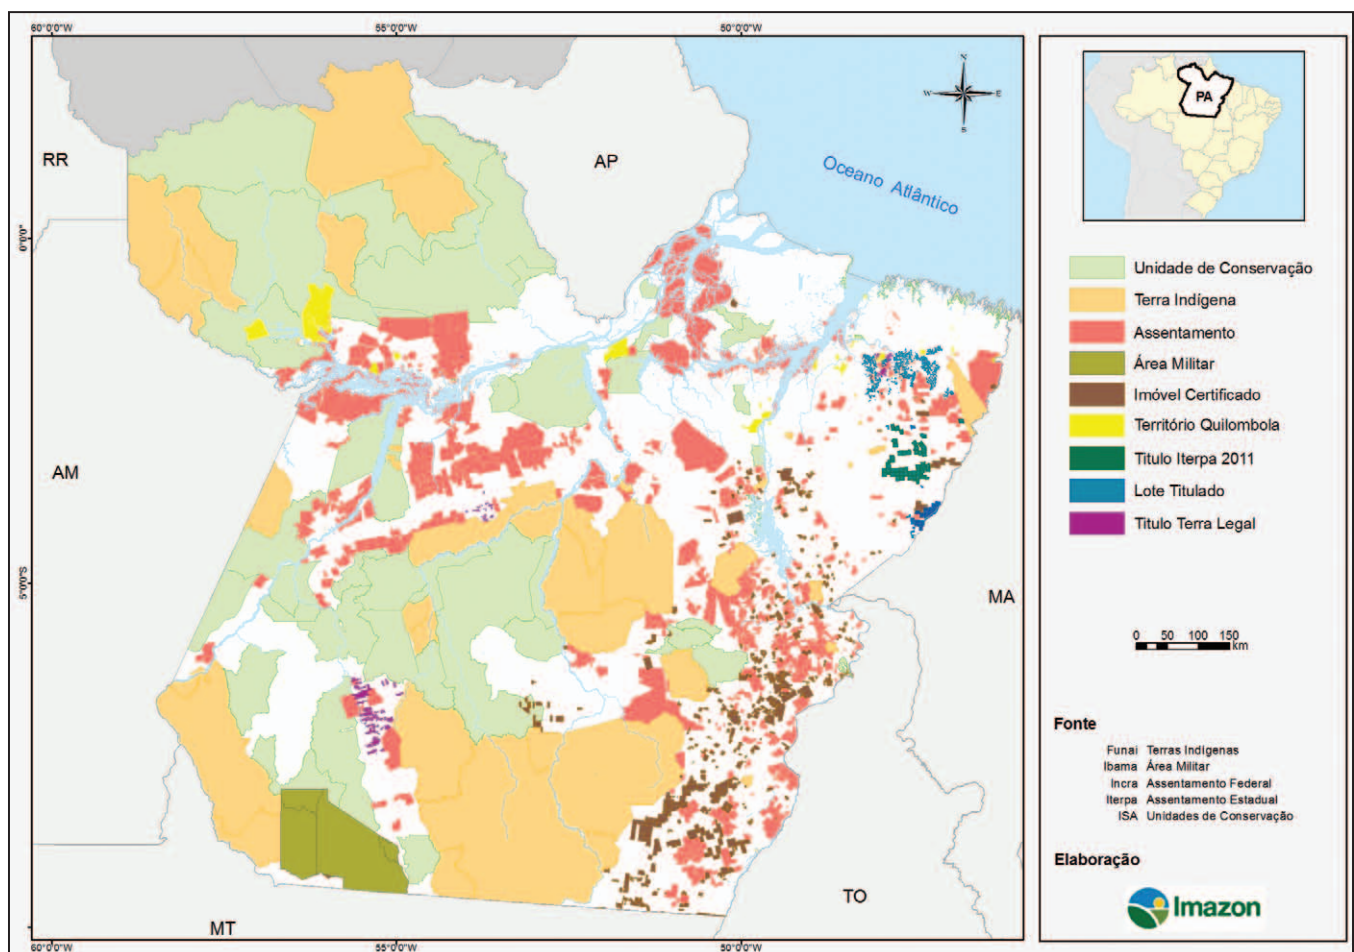 60°0'0"W
55°0'0"W
50°0'0"W
N
W
E
S
RR
AP
Oceano Atlântico
0°0'
AM
5°0'0"S
MA
TO
MT
60°0'0"W
55°0'0"W
50°0'0"W
PA
Unidade de Conservação
Terra Indígena
Assentamento
Área Militar
Imóvel Certificado
Território Quilombola
Titulo Iterpa 2011
Lote Titulado
Titulo Terra Legal
0 50 100 150
km
Fonte
Funai Terras Indígenas
Ibama Área Militar
Incra Assentamento Federal
Iterpa Assentamento Estadual
ISA Unidades de Conservação
Elaboração
Imazon